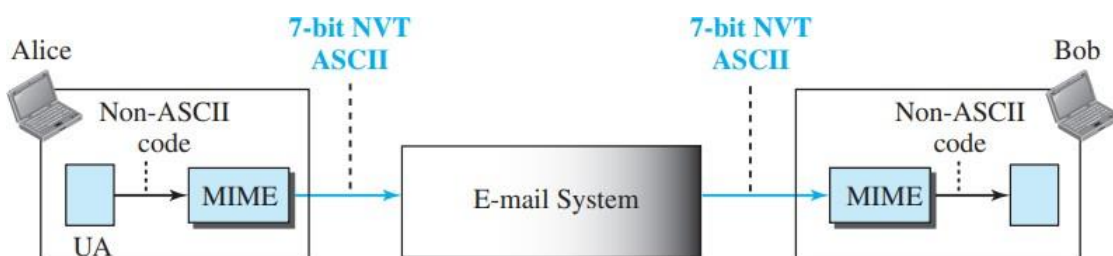 Alice
7-bit NVT
ASCII
7-bit NVT
ASCII
Bob
Non-ASCII
code
Non-ASCII
code
MIME
E-mail System
MIME
UA